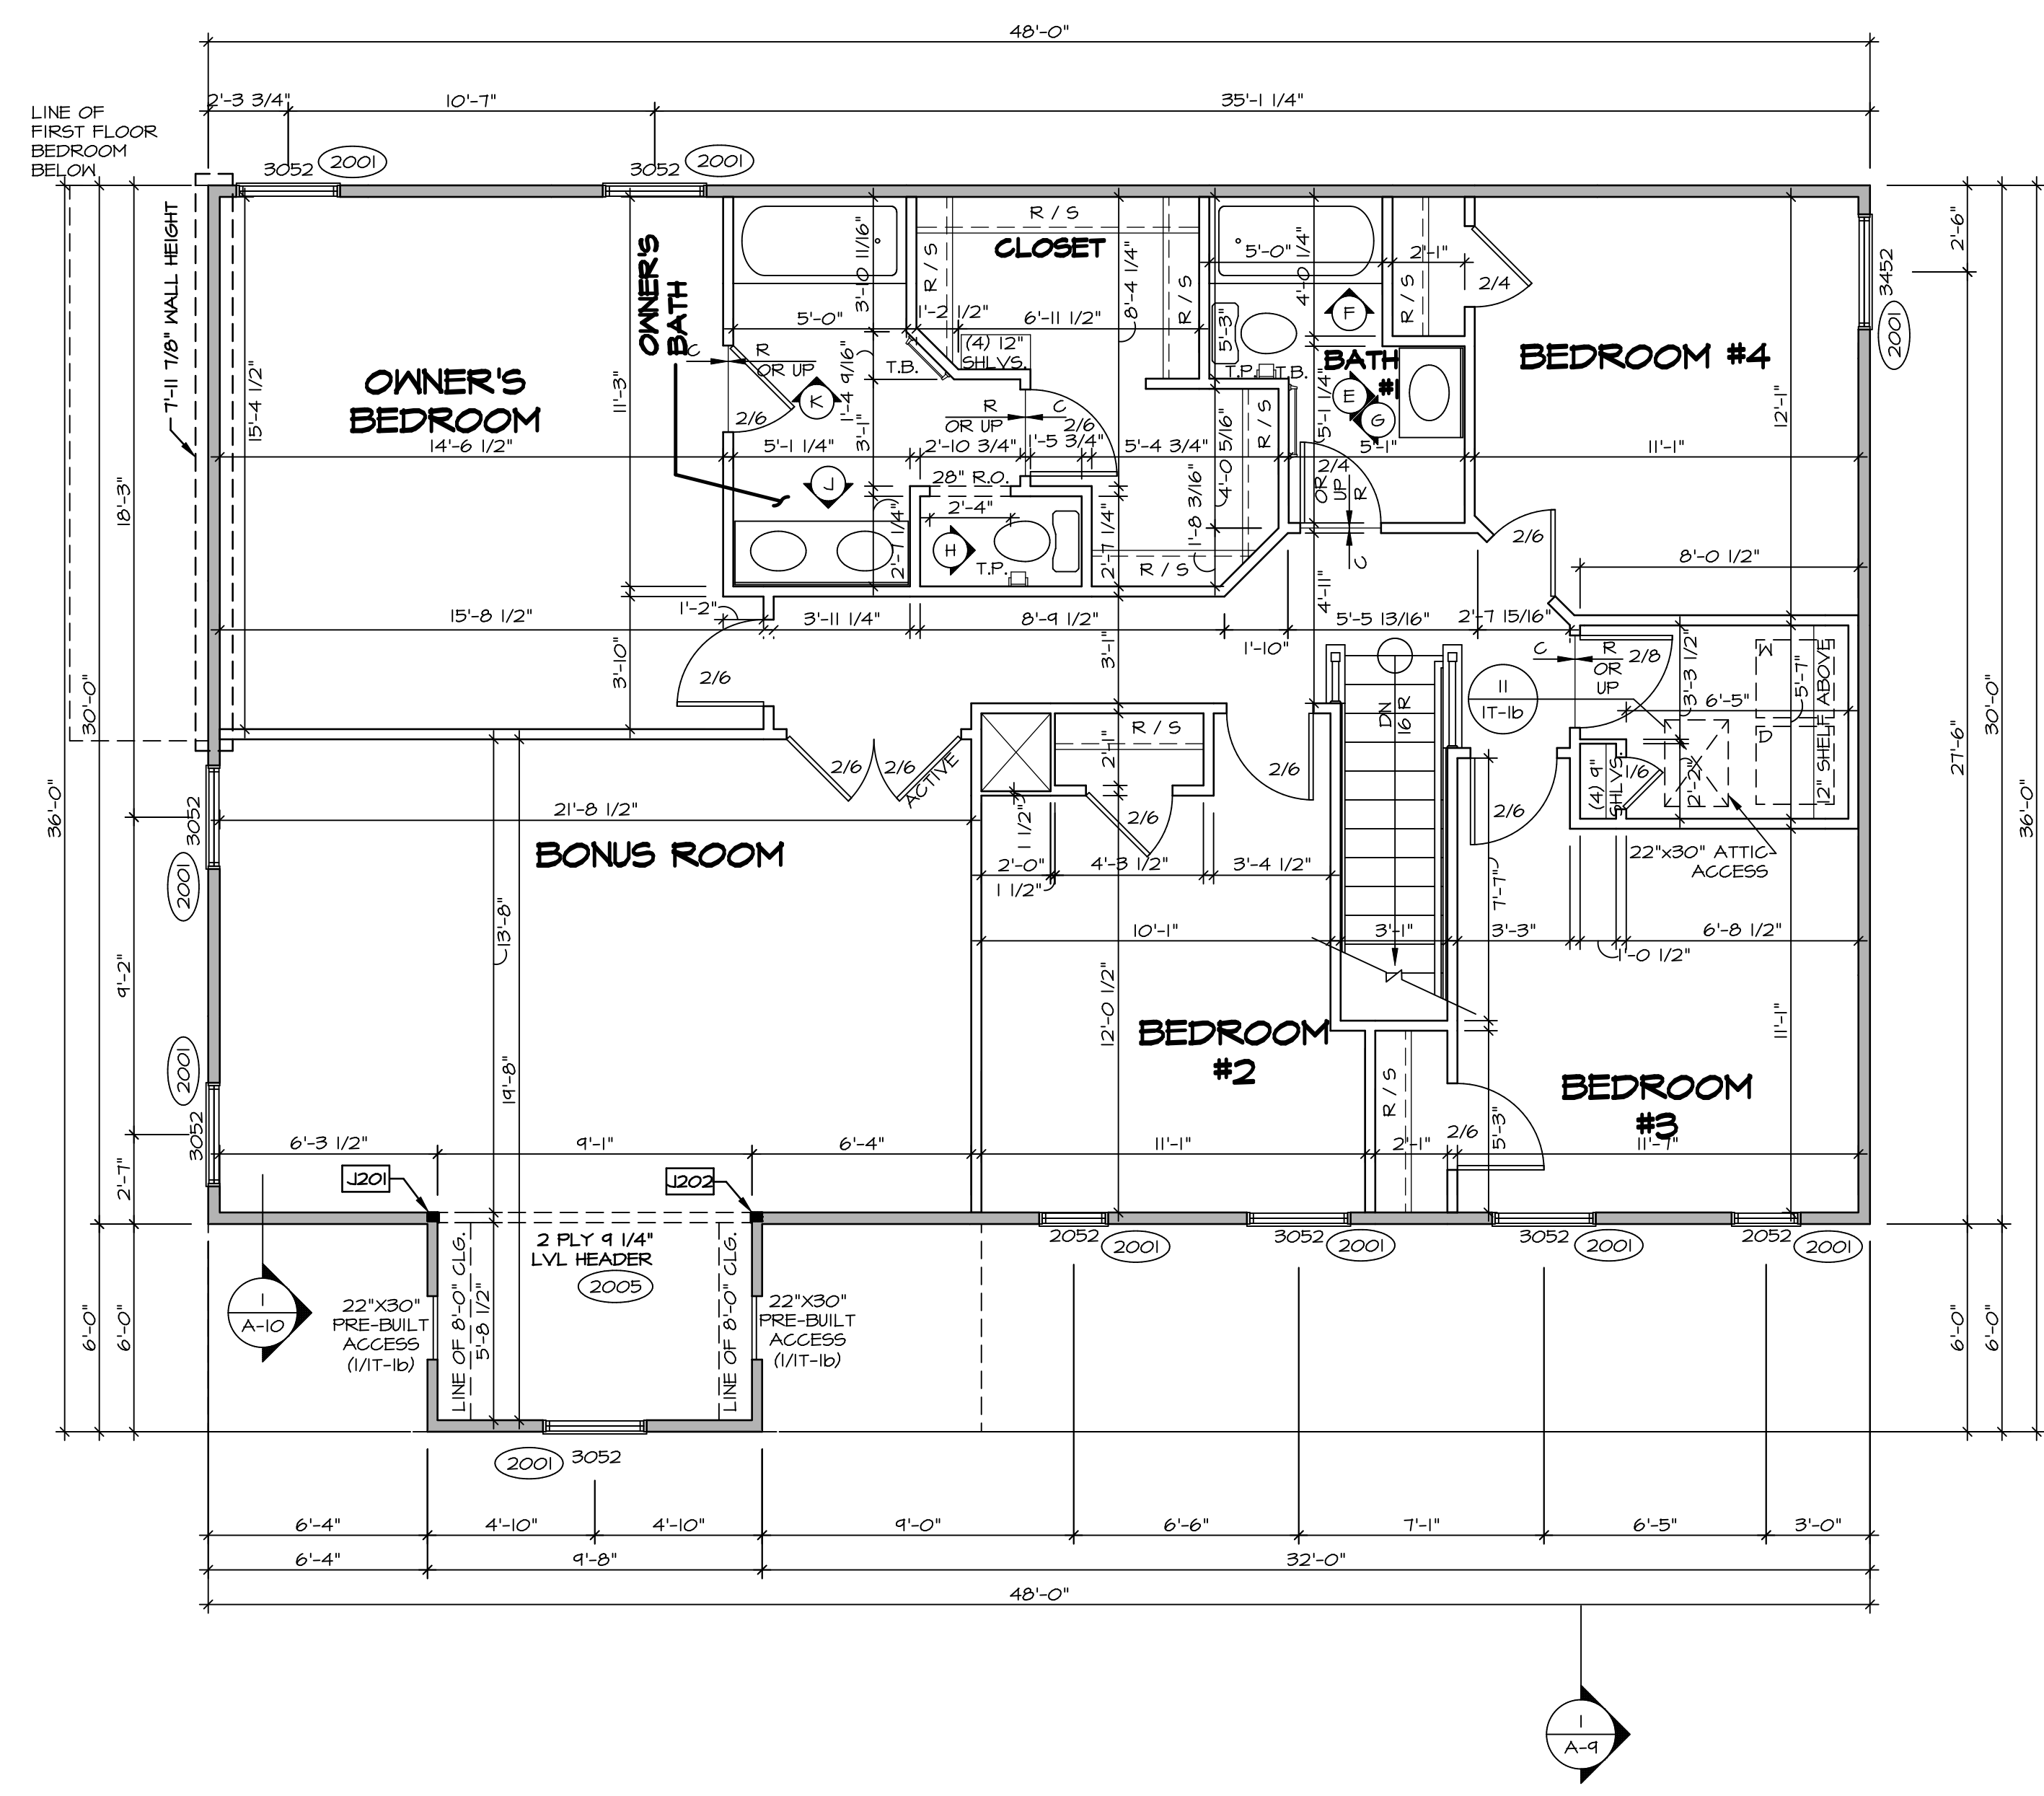 48'-0"
2'-3 3/4"
10'-7"
35'-1 1/4"
LINE OF
FIRST FLOOR
BEDROOM
BELOW
3052
2001
3052
2001
7'-11 7/8" WALL HEIGHT
2'-6"
3452
2001
R / S
CLOSET
R / S
R / S
R / S
OWNER'S
BATH
3'-10 11/16"
8'-4 1/4"
5'-0"
4'-0 1/4"
2'-1"
2/4
F
5'-0"
1'-2 1/2"
6'-11 1/2"
5'-3"
(4) 12"
SHLVS.
C
R
OR UP
T.B.
T.P.
T.B.
BATH
#1
BEDROOM #4
OWNER'S
BEDROOM
15'-4 1/2"
11'-3"
1'-4 9/16"
K
2/6
E
G
5'-1 1/4"
12'-1"
R
OR UP
C
2/6
R / S
14'-6 1/2"
5'-1 1/4"
3'-1"
2'-10 3/4"
1'-5 3/4"
5'-4 3/4"
5'-1"
11'-1"
28" R.O.
2/4
OR
UP
R
C
J
2'-4"
4'-0 5/16"
1'-8 3/16"
18'-3"
H
T.P.
2'-7 1/4"
2'-7 1/4"
R / S
2/6
8'-0 1/2"
4'-11"
15'-8 1/2"
1'-2"
3'-11 1/4"
8'-9 1/2"
5'-5 13/16"
2'-7 15/16"
1'-10"
3'-1"
3'-10"
2/6
C
R
OR
UP
2/8
3'-3 1/2"
W
D
5'-7"
12" SHELF ABOVE
6'-5"
11
IT-1b
DN
16 R
30'-0"
36'-0"
27'-6"
30'-0"
36'-0"
2/6
2/6
ACTIVE
R / S
2'-1"
2/6
2/6
2/6
(4) 9"
SHLVS.
1/6
2'-2"
3052
2001
21'-8 1/2"
BONUS ROOM
1 1/2"
2'-0"
1 1/2"
4'-3 1/2"
3'-4 1/2"
22"x30" ATTIC
ACCESS
7'-7"
13'-8"
10'-1"
3'-1"
3'-3"
6'-8 1/2"
1'-0 1/2"
9'-2"
12'-0 1/2"
11'-1"
2001
3052
19'-8"
BEDROOM
#2
R / S
BEDROOM
#3
2/6
5'-3"
6'-3 1/2"
9'-1"
6'-4"
11'-1"
2'-1"
11'-7"
2'-7"
J201
J202
2 PLY 9 1/4"
LVL HEADER
2005
2052
2001
3052
2001
3052
2001
2052
2001
LINE OF 8'-0" CLG.
5'-8 1/2"
LINE OF 8'-0" CLG.
1
A-10
22"X30"
PRE-BUILT
ACCESS
(1/IT-1b)
22"X30"
PRE-BUILT
ACCESS
(1/IT-1b)
6'-0"
6'-0"
6'-0"
6'-0"
2001
3052
6'-4"
4'-10"
4'-10"
9'-0"
6'-6"
7'-1"
6'-5"
3'-0"
6'-4"
9'-8"
32'-0"
48'-0"
1
A-9